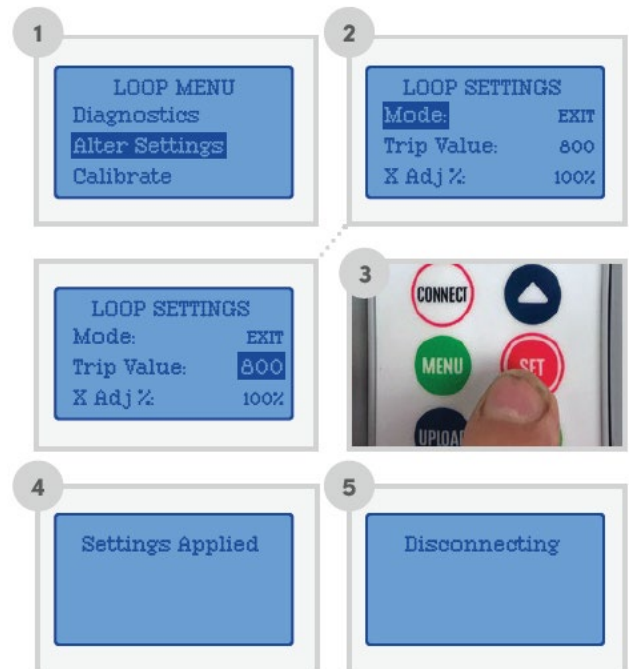 1
LOOP MENU
Diagnostics
Alter Settings
Calibrate
2
LOOP SETTINGS
Mode: EXIT
Trip Value: 800
X Adj %: 100%
LOOP SETTINGS
Mode: EXIT
Trip Value: 800
X Adj %: 100%
3
CONNECT
MENU
SET
UPLOA
4
Settings Applied
5
Disconnecting